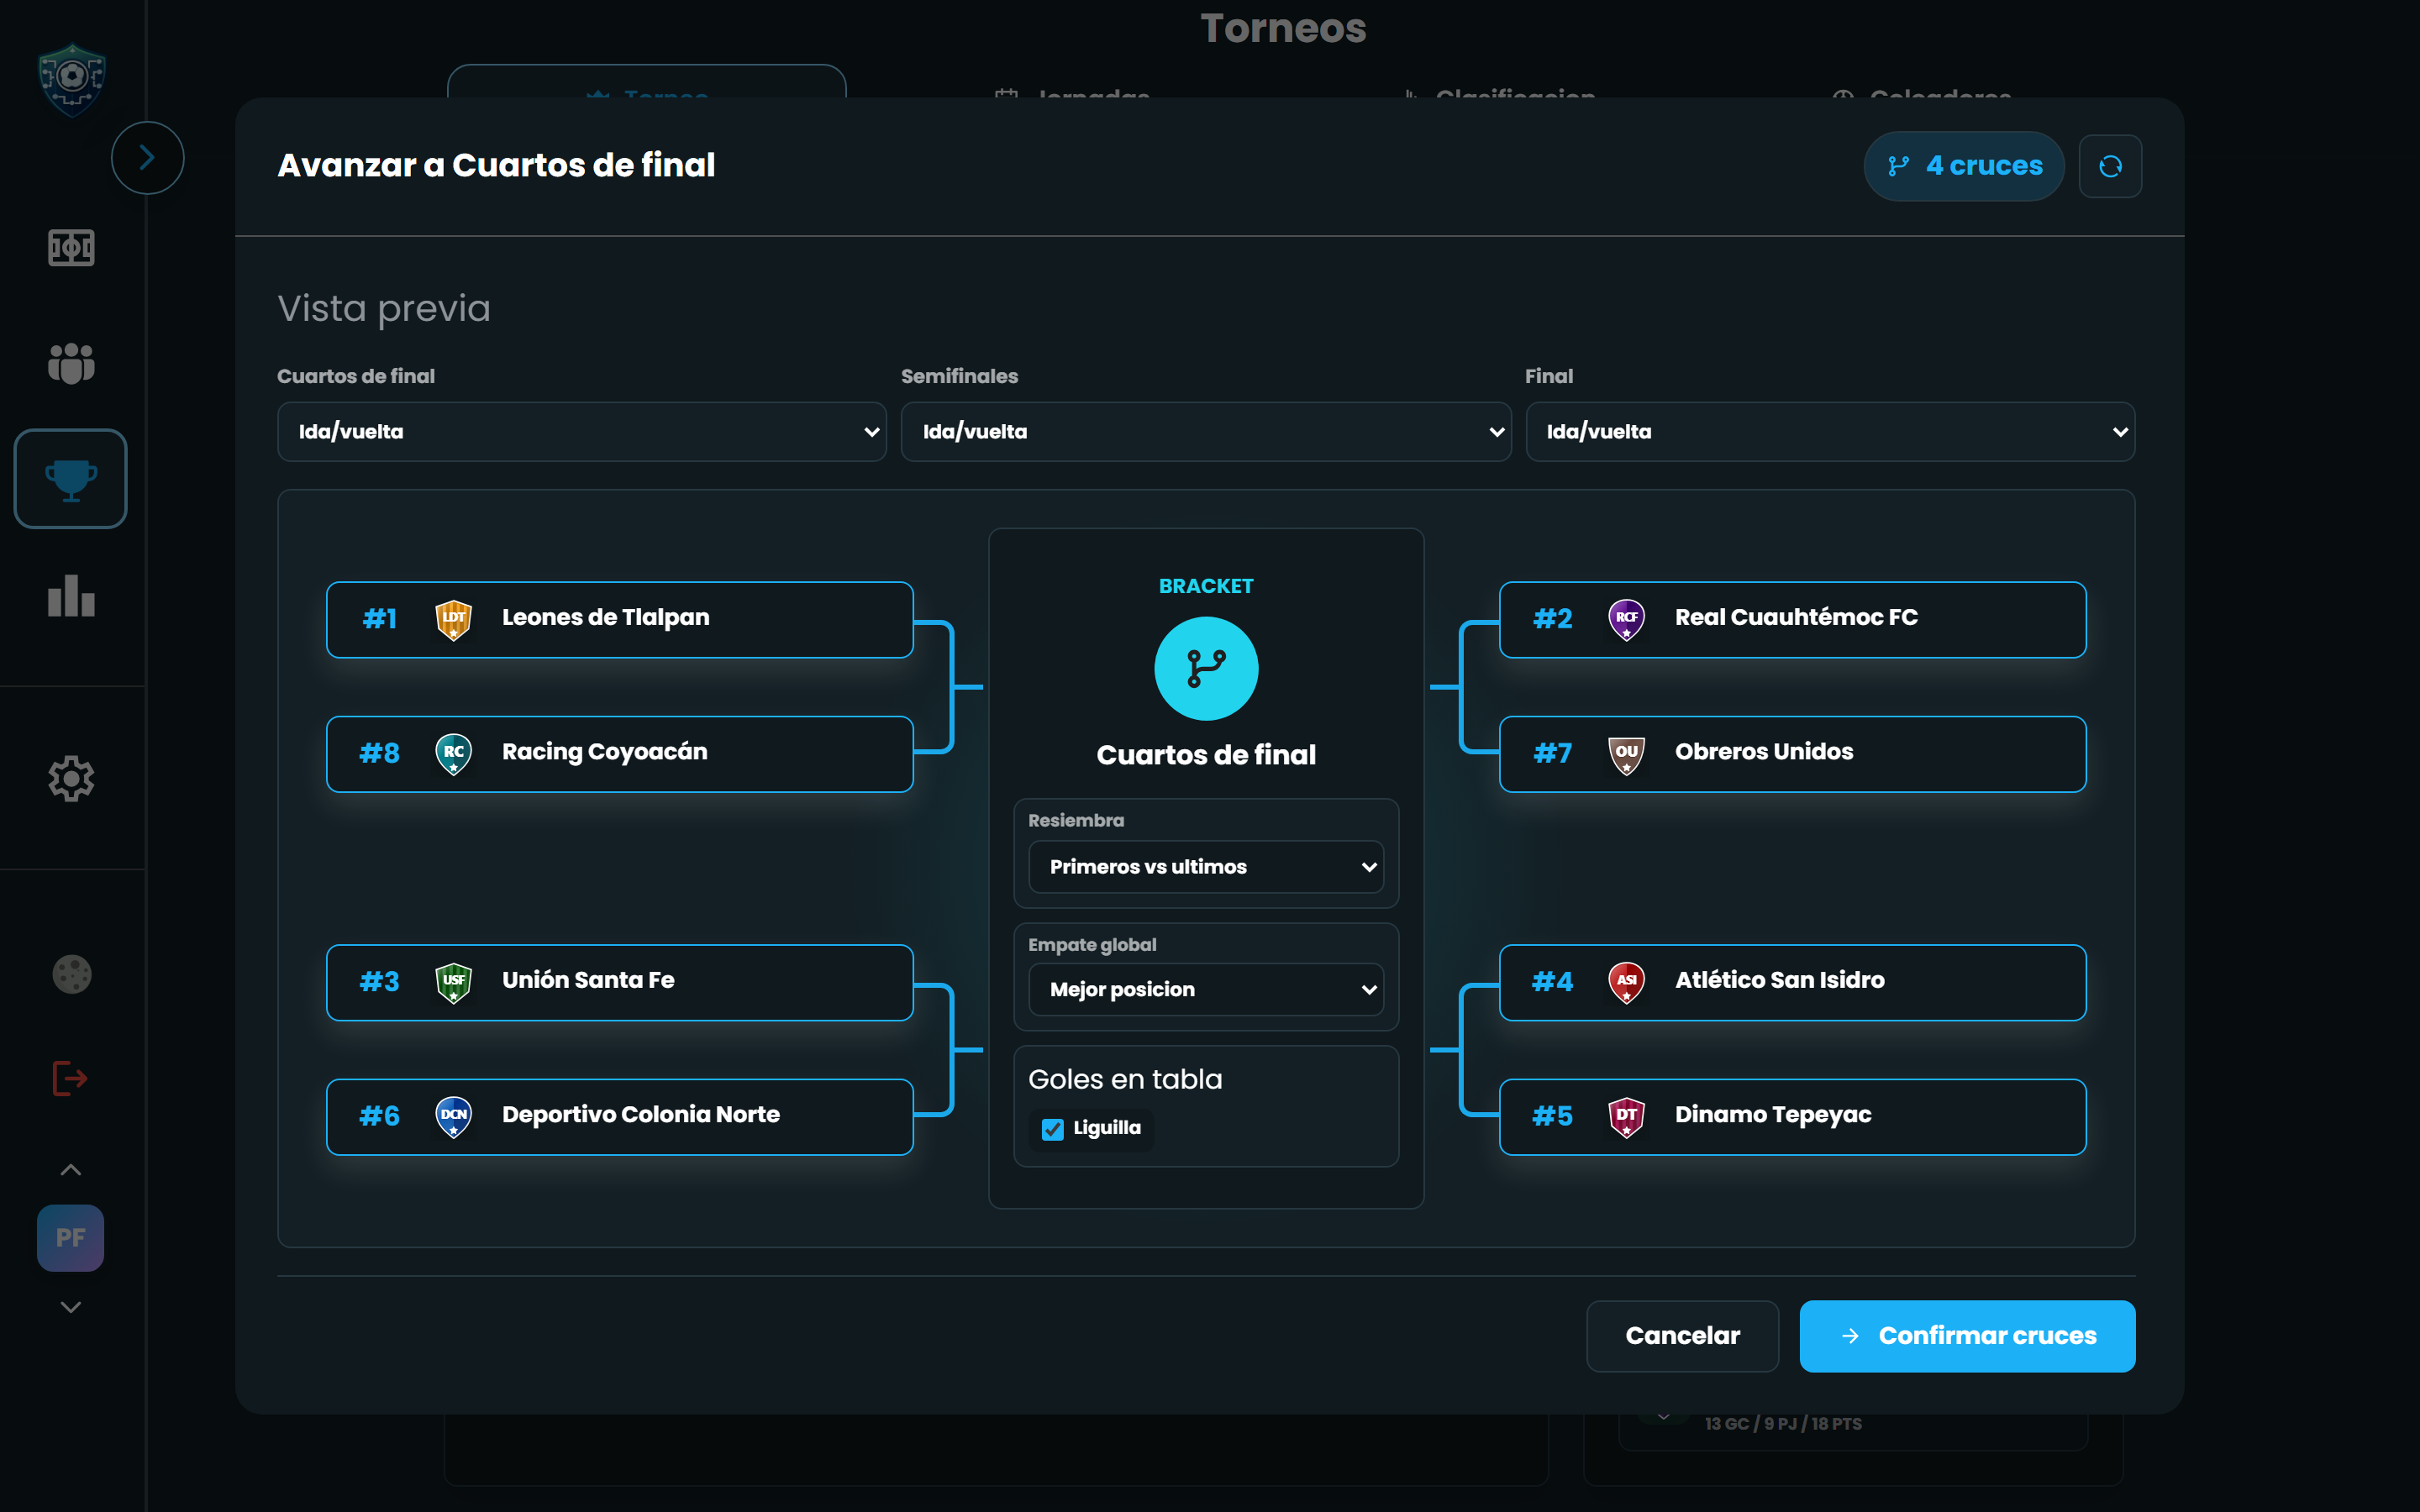 Torneos
Torneo
Jornadas
Clasificacion
Goleadores
Avanzar a Cuartos de final
4 cruces
Vista previa
Cuartos de final
Semifinales
Final
Ida/vuelta
Ida/vuelta
Ida/vuelta
BRACKET
#1 LDT Leones de Tlalpan
#8 RC Racing Coyoacán
#2 RCF Real Cuauhtémoc FC
#7 OU Obreros Unidos
Cuartos de final
Resiembra
Primeros vs ultimos
Empate global
Mejor posicion
Goles en tabla
Liguilla
#3 USF Unión Santa Fe
#6 DCN Deportivo Colonia Norte
#4 ASI Atlético San Isidro
#5 DT Dinamo Tepeyac
PF
Cancelar
Confirmar cruces
13 GC / 9 PJ / 18 PTS